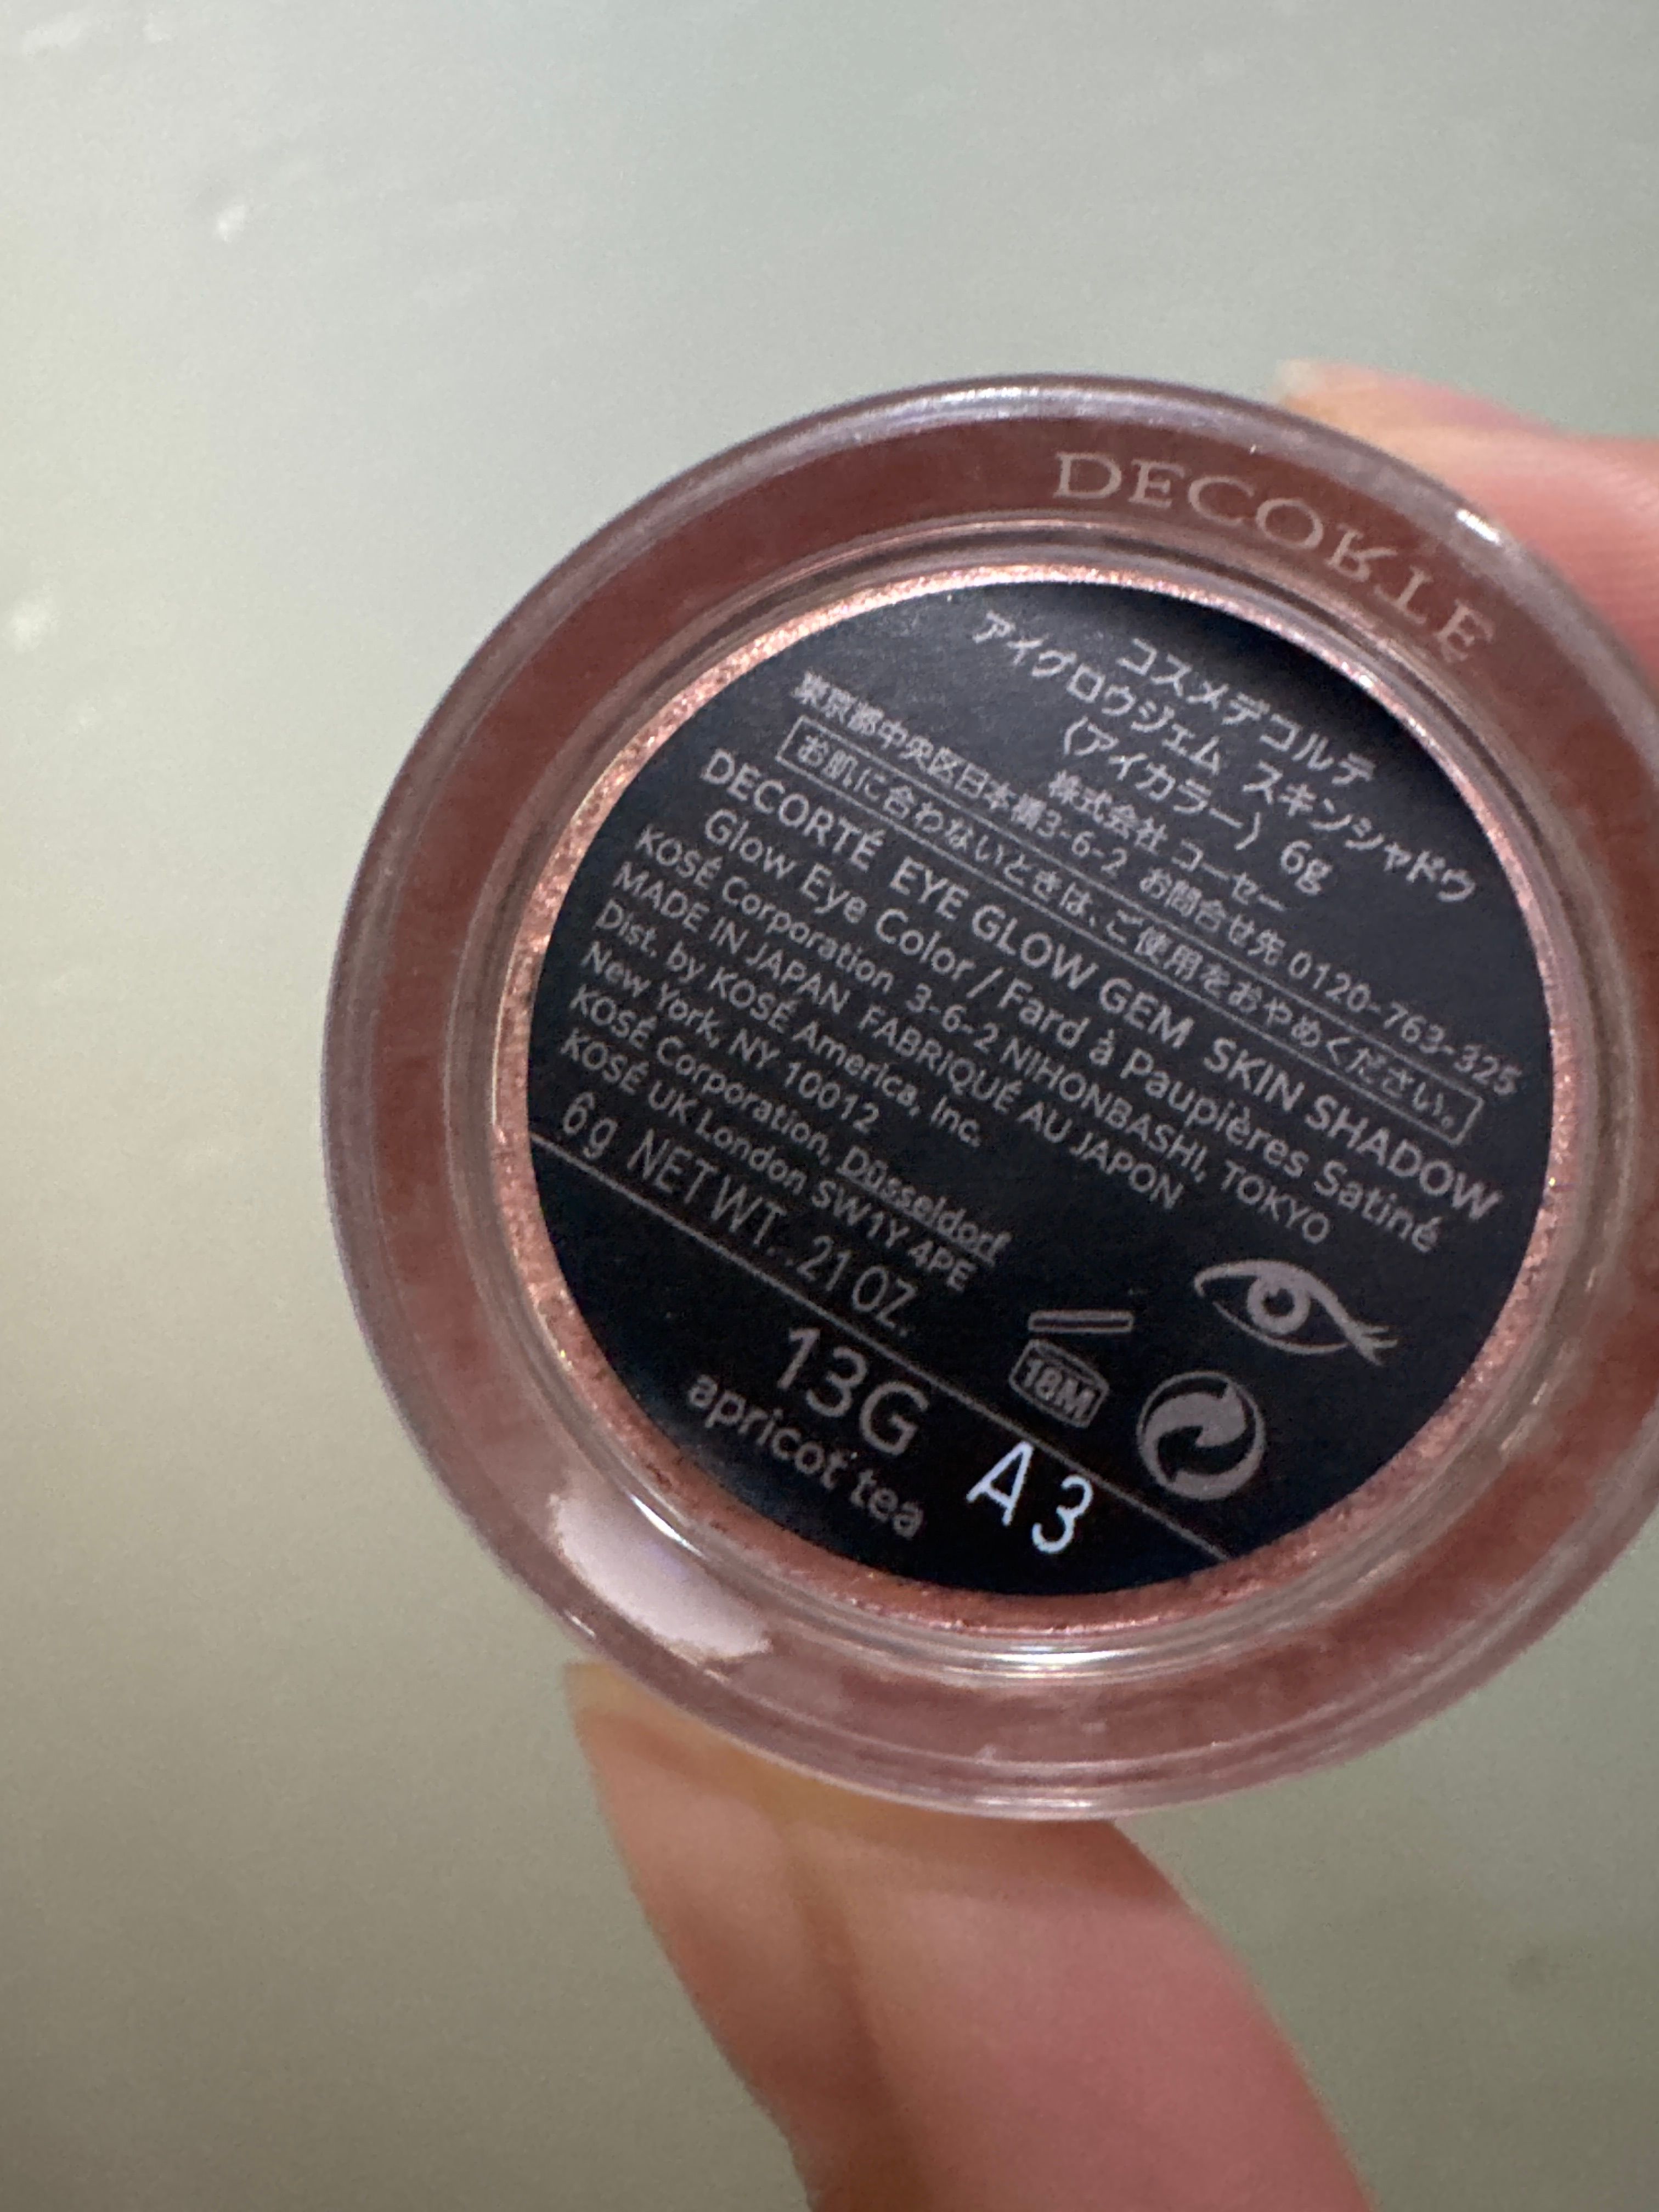 DECORTÉ
コスメデコルテ
アイグロウジェム スキンシャドウ
〈アイカラー〉 6g
株式会社 コーセー
東京都中央区日本橋3-6-2 お問合せ先 0120-763-325
お肌に合わないときは、ご使用をおやめください。
DECORTÉ EYE GLOW GEM SKIN SHADOW
Glow Eye Color / Fard à Paupières Satiné
KOSÉ Corporation 3-6-2 NIHONBASHI, TOKYO
MADE IN JAPAN FABRIQUÉ AU JAPON
Dist. by KOSÉ America, Inc.
New York, NY 10012
KOSÉ Corporation, Düsseldorf
KOSÉ UK London SW1Y 4PE
6g NET WT. .21 OZ.
18M
13G
apricot tea
A3